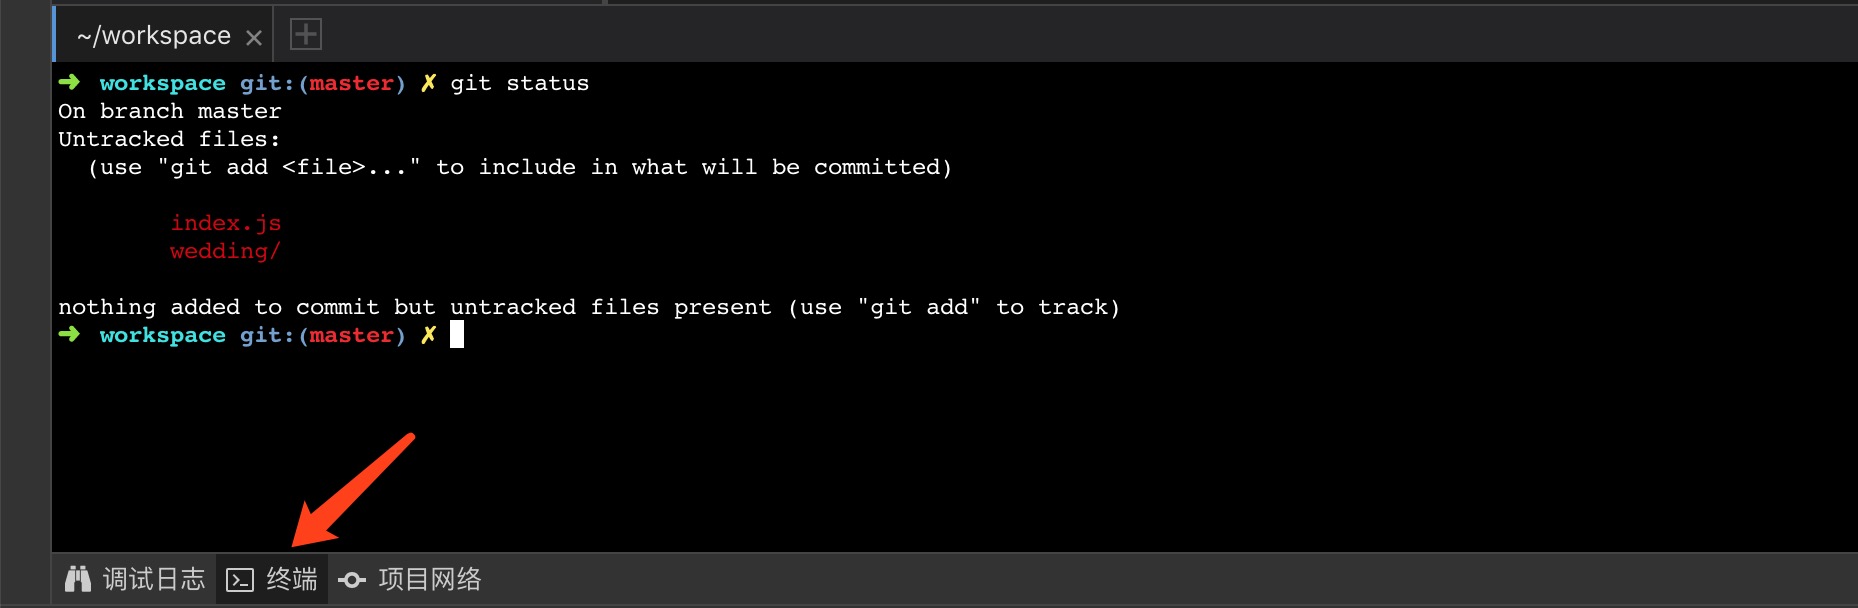 ~/workspace
➜ workspace git:(master) ✗ git status
On branch master
Untracked files:
(use "git add <file>..." to include in what will be committed)
index.js
wedding/
nothing added to commit but untracked files present (use "git add" to track)
➜ workspace git:(master) ✗
调试日志 终端 项目网络